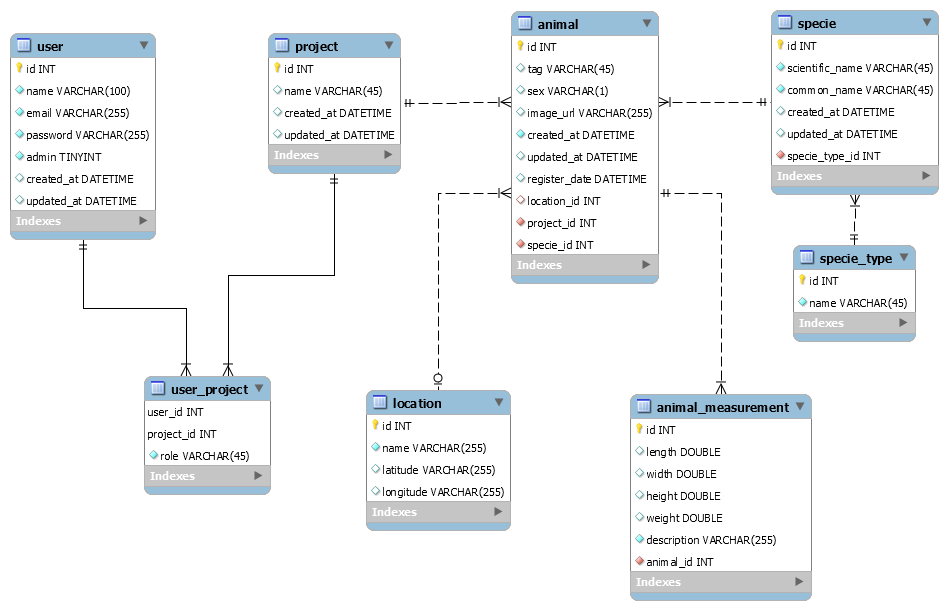 user
id INT
name VARCHAR(100)
email VARCHAR(255)
password VARCHAR(255)
admin TINYINT
created_at DATETIME
updated_at DATETIME
Indexes
project
id INT
name VARCHAR(45)
created_at DATETIME
updated_at DATETIME
Indexes
animal
id INT
tag VARCHAR(45)
sex VARCHAR(1)
image_url VARCHAR(255)
created_at DATETIME
updated_at DATETIME
register_date DATETIME
location_id INT
project_id INT
specie_id INT
Indexes
specie
id INT
scientific_name VARCHAR(45)
common_name VARCHAR(45)
created_at DATETIME
updated_at DATETIME
specie_type_id INT
Indexes
specie_type
id INT
name VARCHAR(45)
Indexes
user_project
user_id INT
project_id INT
role VARCHAR(45)
Indexes
location
id INT
name VARCHAR(255)
latitude VARCHAR(255)
longitude VARCHAR(255)
Indexes
animal_measurement
id INT
length DOUBLE
width DOUBLE
height DOUBLE
weight DOUBLE
description VARCHAR(255)
animal_id INT
Indexes